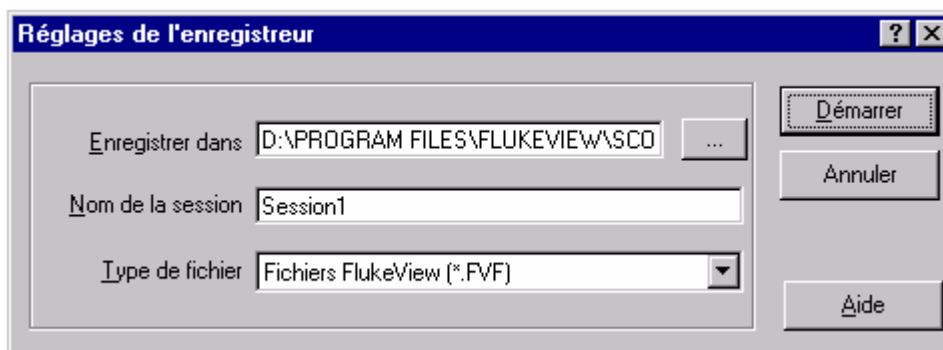 Réglages de l'enregistreur
Enregistrer dans D:\PROGRAM FILES\FLUKEVIEW\SCO ...
Nom de la session Session1
Type de fichier Fichiers FlukeView (*.FVF)
Démarrer
Annuler
Aide